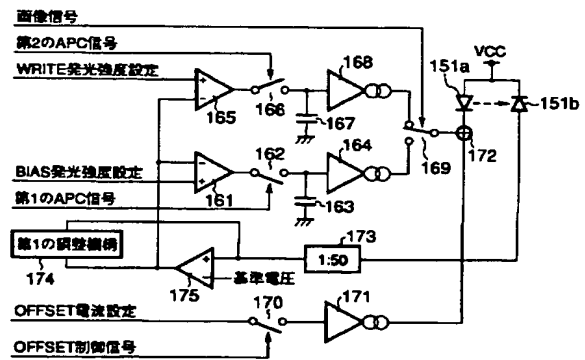 画像信号
第2のAPC信号
WRITE発光強度設定
165
166
167
168
VCC
151a
151b
169
172
BIAS発光強度設定
第1のAPC信号
161
162
163
164
第1の調整機構
174
175
基準電圧
173
1:50
OFFSET電流設定
170
171
OFFSET制御信号